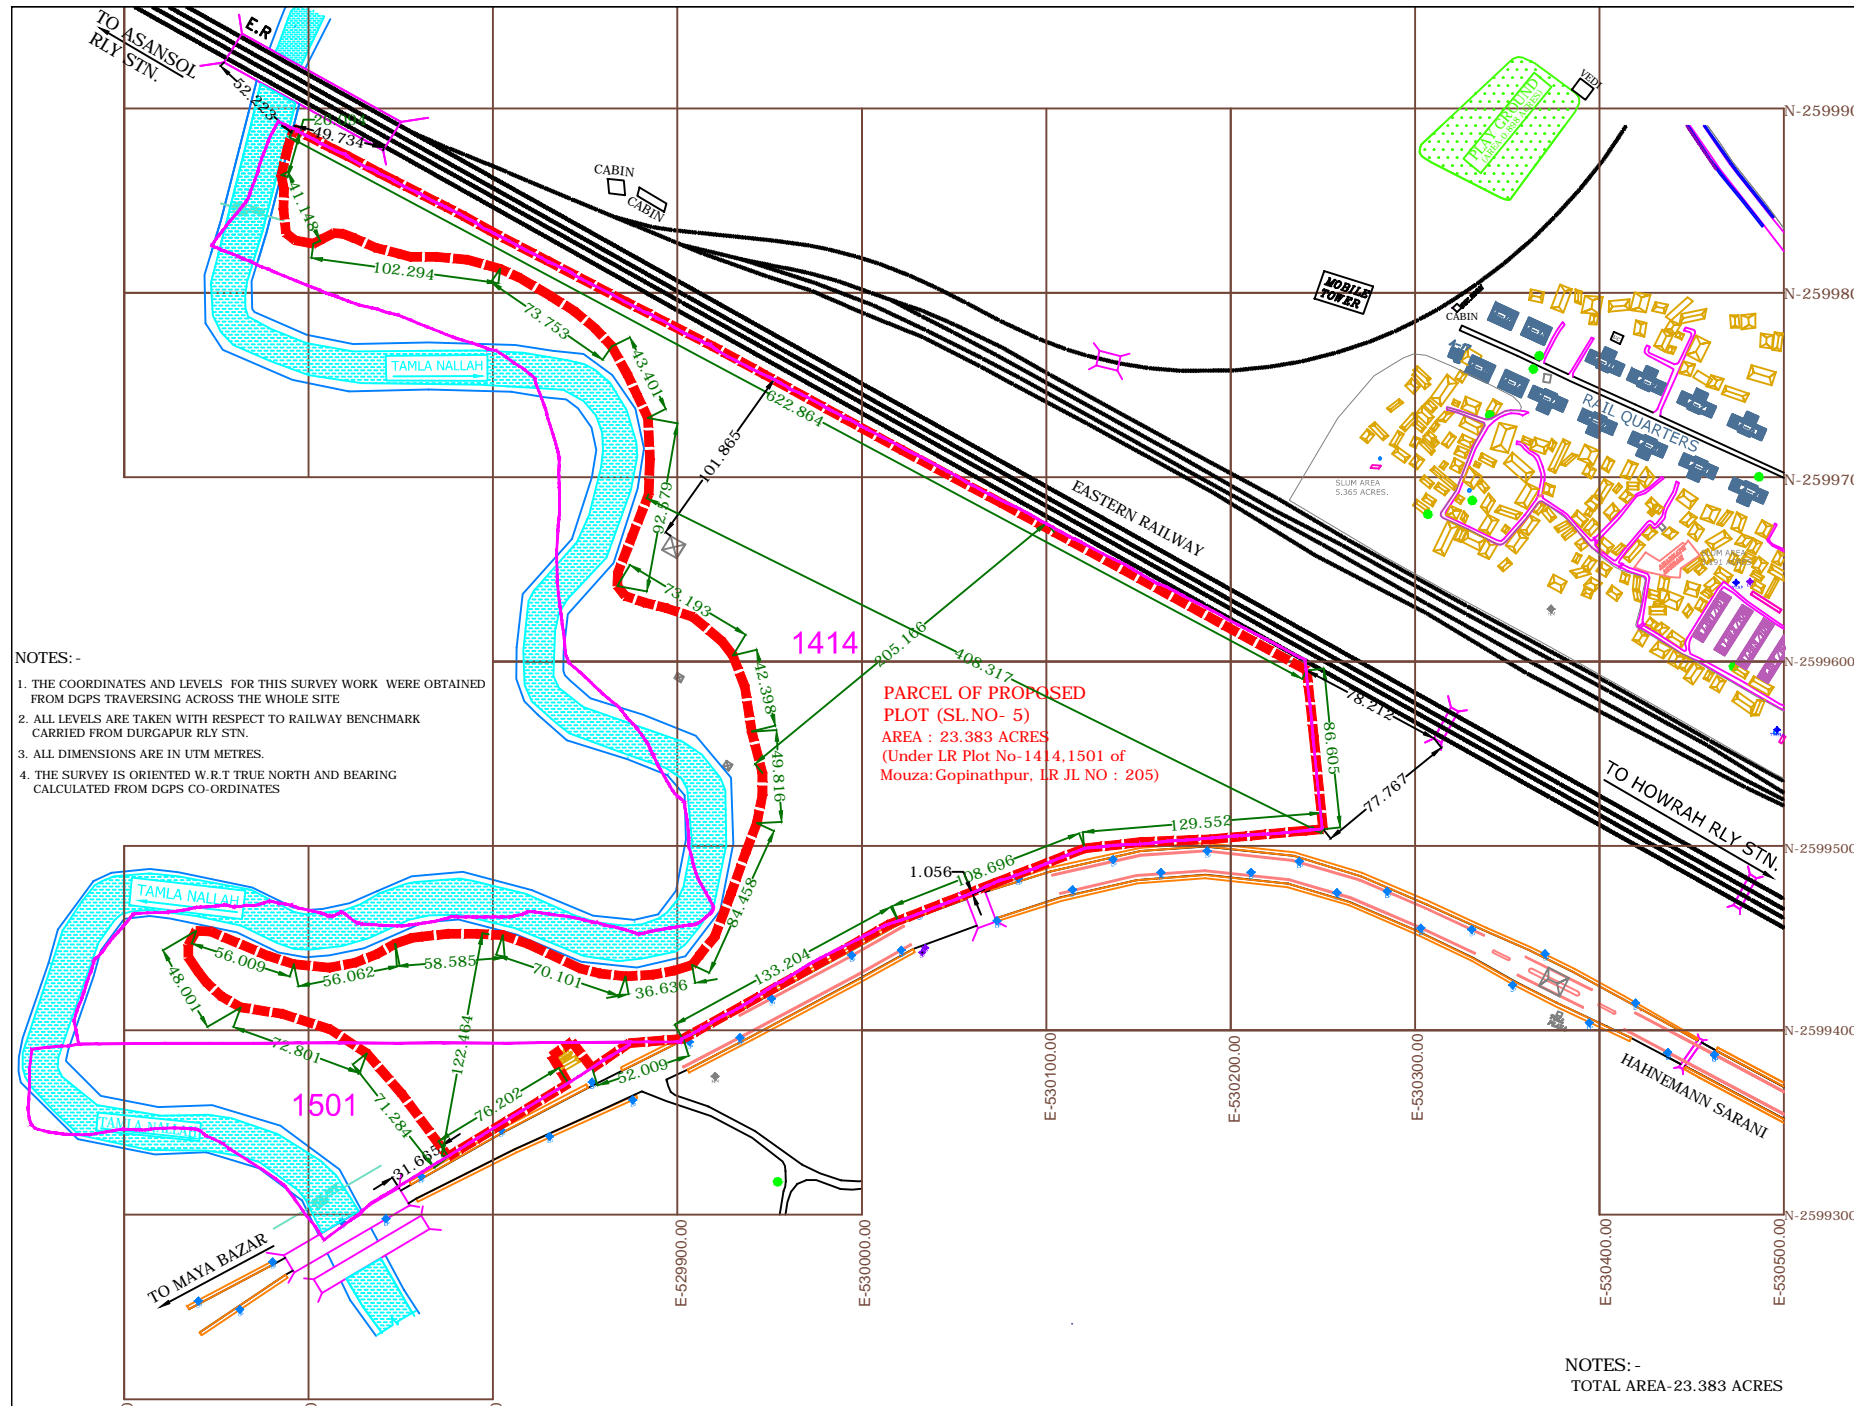 TO ASANSOL
RLY STN.
E.R
52.223
49.734
41.148
102.294
73.753
43.401
622.864
101.865
92.579
73.193
205.166
408.317
42.398
49.816
84.458
CABIN
CABIN
PLAY GROUND
VEDI
MOBILE
TOWER
CABIN
RAIL QUARTERS
SLUM AREA
5.365 ACRES.
SLUM AREA
EASTERN RAILWAY
TAMLA NALLAH
1414
PARCEL OF PROPOSED
PLOT (SL.NO- 5)
AREA : 23.383 ACRES
(Under LR Plot No-1414,1501 of
Mouza:Gopinathpur, LR JL NO : 205)
78.212
86.605
77.767
129.552
108.696
1.056
133.204
TO HOWRAH RLY STN.
NOTES: -
1. THE COORDINATES AND LEVELS FOR THIS SURVEY WORK WERE OBTAINED
FROM DGPS TRAVERSING ACROSS THE WHOLE SITE
2. ALL LEVELS ARE TAKEN WITH RESPECT TO RAILWAY BENCHMARK
CARRIED FROM DURGAPUR RLY STN.
3. ALL DIMENSIONS ARE IN UTM METRES.
4. THE SURVEY IS ORIENTED W.R.T TRUE NORTH AND BEARING
CALCULATED FROM DGPS CO-ORDINATES
TAMLA NALLAH
56.009
56.062
58.585
70.101
36.636
48.001
72.801
71.284
122.464
76.202
52.009
31.665
1501
TAMLA NALLAH
TO MAYA BAZAR
HAHNEMANN SARANI
N-259990
N-259980
N-259970
N-2599600
N-2599500
N-2599400
N-2599300
E-529900.00
E-530000.00
E-530100.00
E-530200.00
E-530300.00
E-530400.00
E-530500.00
NOTES: -
TOTAL AREA-23.383 ACRES